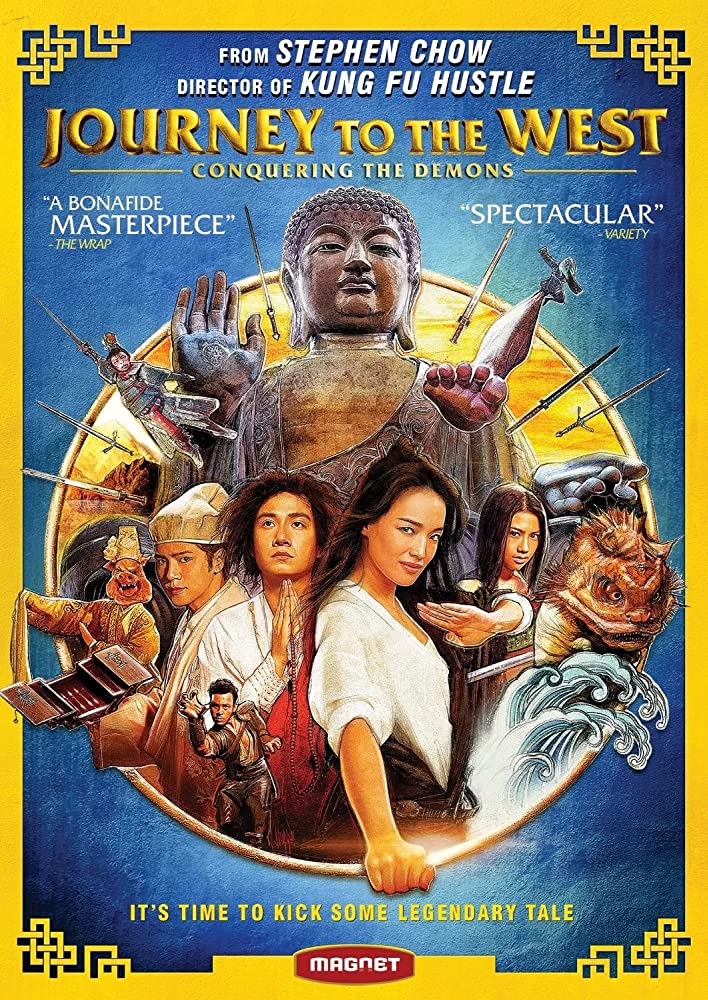 FROM STEPHEN CHOW
DIRECTOR OF KUNG FU HUSTLE
JOURNEY TO THE WEST
CONQUERING THE DEMONS
“A BONAFIDE
MASTERPIECE”
- THE WRAP
“SPECTACULAR”
- VARIETY
IT'S TIME TO KICK SOME LEGENDARY TALE
MAGNET